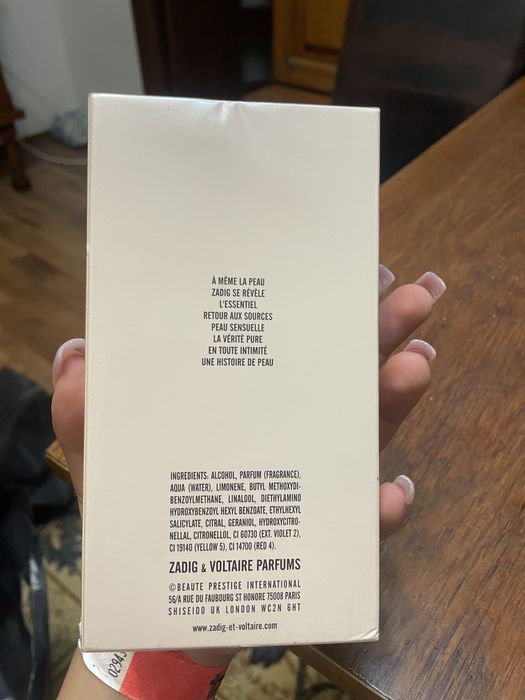 À MÊME LA PEAU
ZADIG SE RÉVÈLE
L'ESSENTIEL
RETOUR AUX SOURCES
PEAU SENSUELLE
LA VÉRITÉ PURE
EN TOUTE INTIMITÉ
UNE HISTOIRE DE PEAU
INGREDIENTS: ALCOHOL, PARFUM (FRAGRANCE),
AQUA (WATER), LIMONENE, BUTYL METHOXYDI-
BENZOYLMETHANE, LINALOOL, DIETHYLAMINO
HYDROXYBENZOYL HEXYL BENZOATE, ETHYLHEXYL
SALICYLATE, CITRAL, GERANIOL, HYDROXYCITRO-
NELLAL, CITRONELLOL, CI 60730 (EXT. VIOLET 2),
CI 19140 (YELLOW 5), CI 14700 (RED 4).
ZADIG & VOLTAIRE PARFUMS
©BEAUTE PRESTIGE INTERNATIONAL
56/A RUE DU FAUBOURG ST HONORE 75008 PARIS
SHISEIDO UK LONDON WC2N 6HT
www.zadig-et-voltaire.com